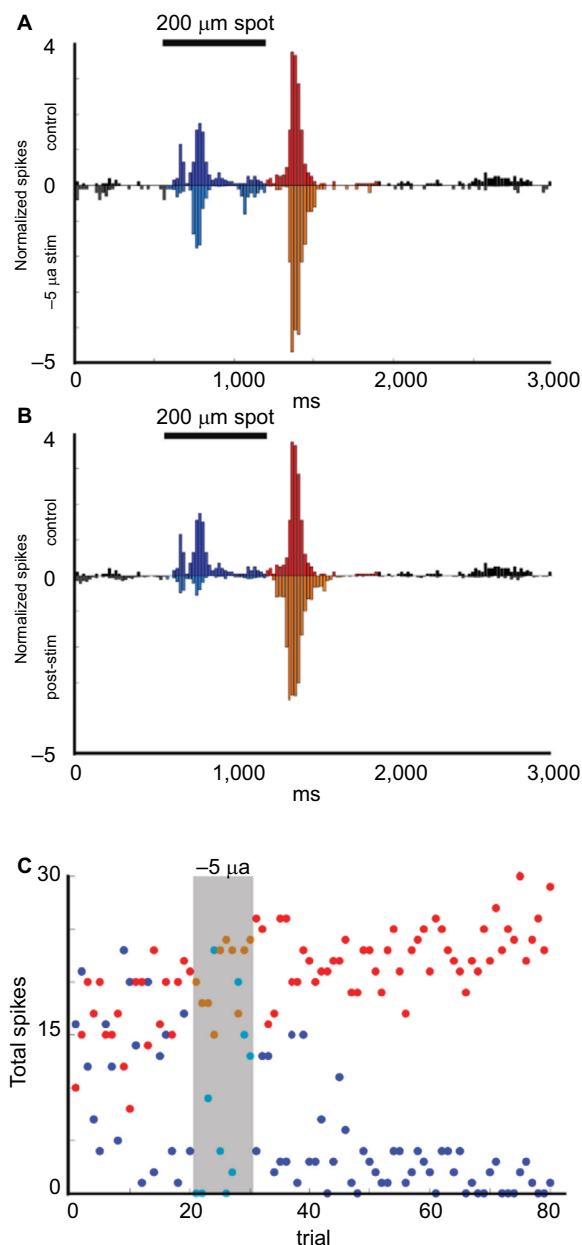 A
200 μm spot
4
0
–5
Normalized spikes
–5 μa stim control
0 1,000 2,000 3,000
ms
B
200 μm spot
4
0
–5
Normalized spikes
post-stim control
0 1,000 2,000 3,000
ms
C
–5 μa
30
15
0
Total spikes
0 20 40 60 80
trial